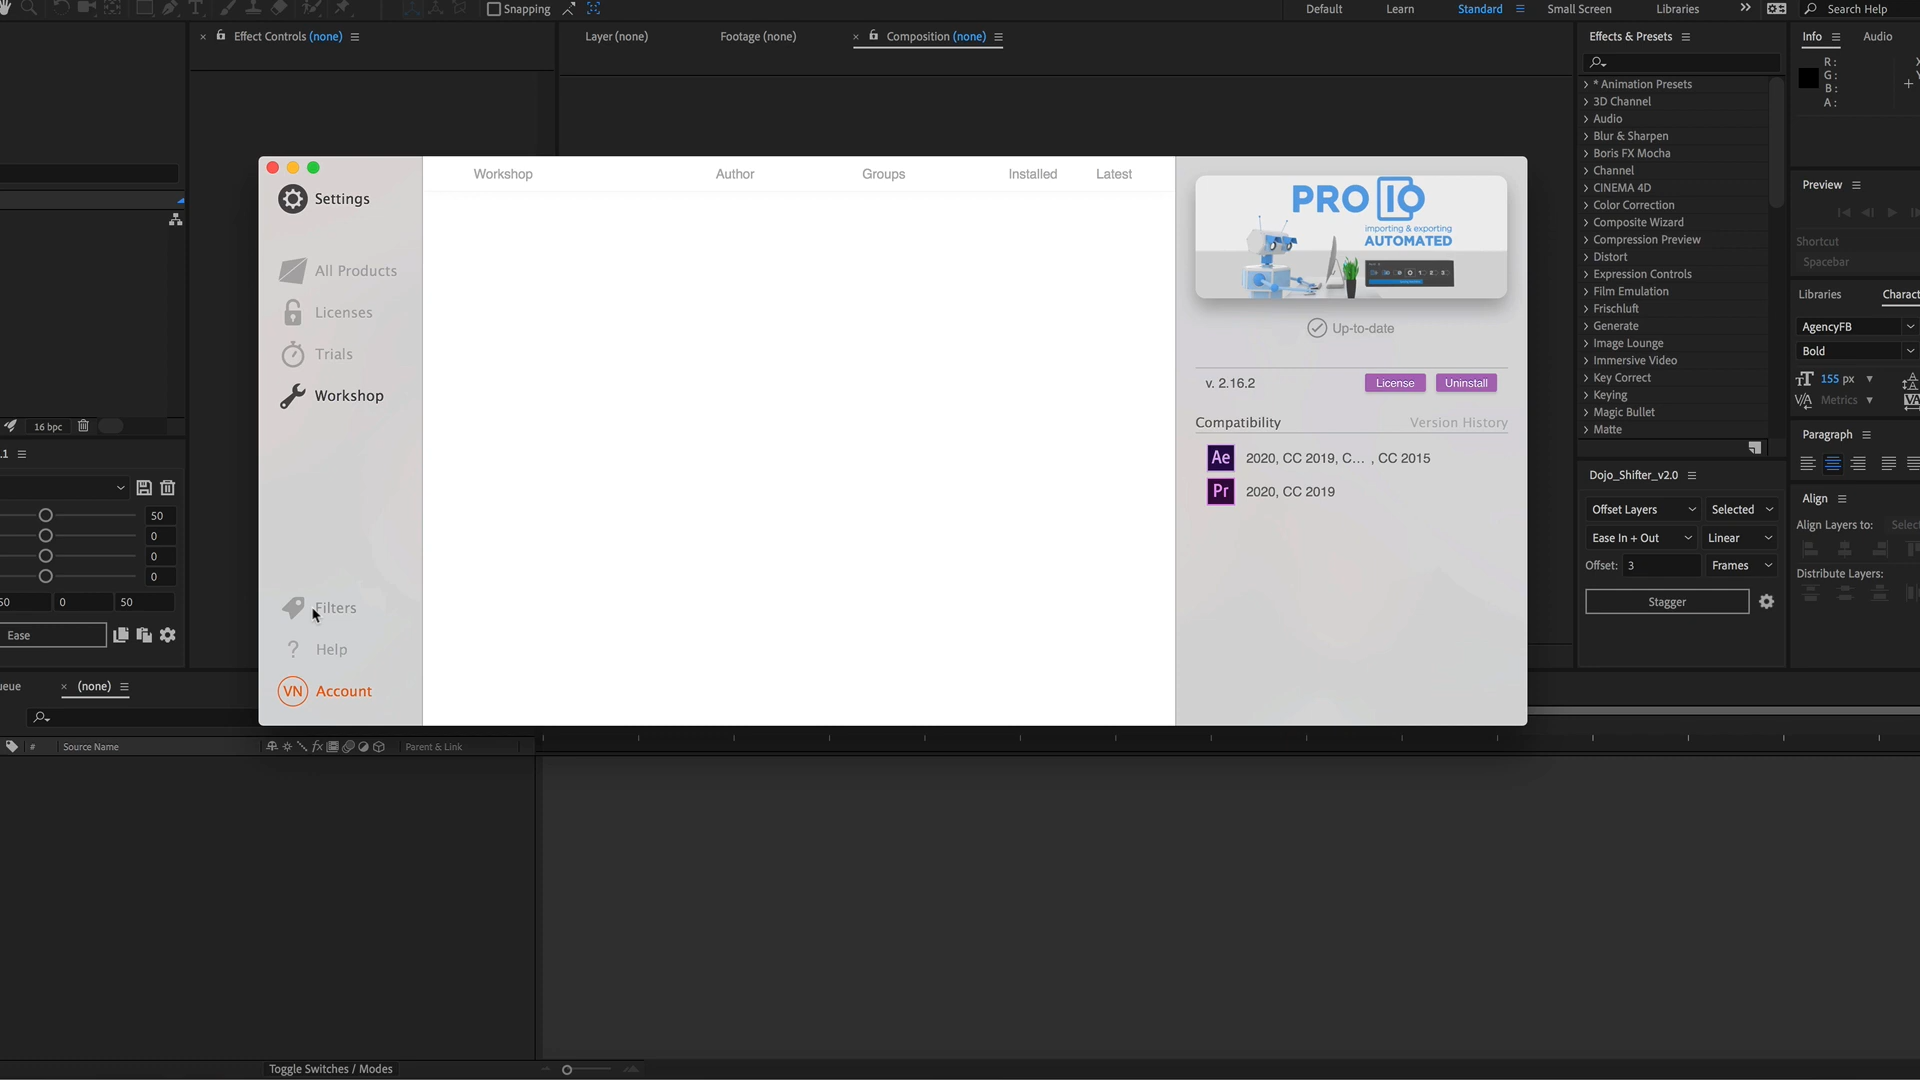 Snapping
Default
Learn
Standard
Small Screen
Libraries
Search Help
Effect Controls (none)
Layer (none)
Footage (none)
Composition (none)
Effects & Presets
* Animation Presets
3D Channel
Audio
Blur & Sharpen
Boris FX Mocha
Channel
CINEMA 4D
Color Correction
Composite Wizard
Compression Preview
Distort
Expression Controls
Film Emulation
Frischluft
Generate
Image Lounge
Immersive Video
Key Correct
Keying
Magic Bullet
Matte
Info
Audio
R:
G:
B:
A:
Preview
Shortcut
Spacebar
Libraries
Charact
AgencyFB
Bold
155 px
Metrics
Paragraph
Align
Align Layers to:
Selec
Distribute Layers:
Dojo_Shifter_v2.0
Offset Layers
Selected
Ease In + Out
Linear
Offset: 3
Frames
Stagger
Settings
All Products
Licenses
Trials
Workshop
Filters
Help
VN Account
Workshop
Author
Groups
Installed
Latest
PRO IO
importing & exporting
AUTOMATED
Up-to-date
v. 2.16.2
License
Uninstall
Compatibility
Version History
Ae 2020, CC 2019, C... , CC 2015
Pr 2020, CC 2019
16 bpc
.1
50
0
0
0
50
0
50
Ease
eue
(none)
#
Source Name
fx
Parent & Link
Toggle Switches / Modes